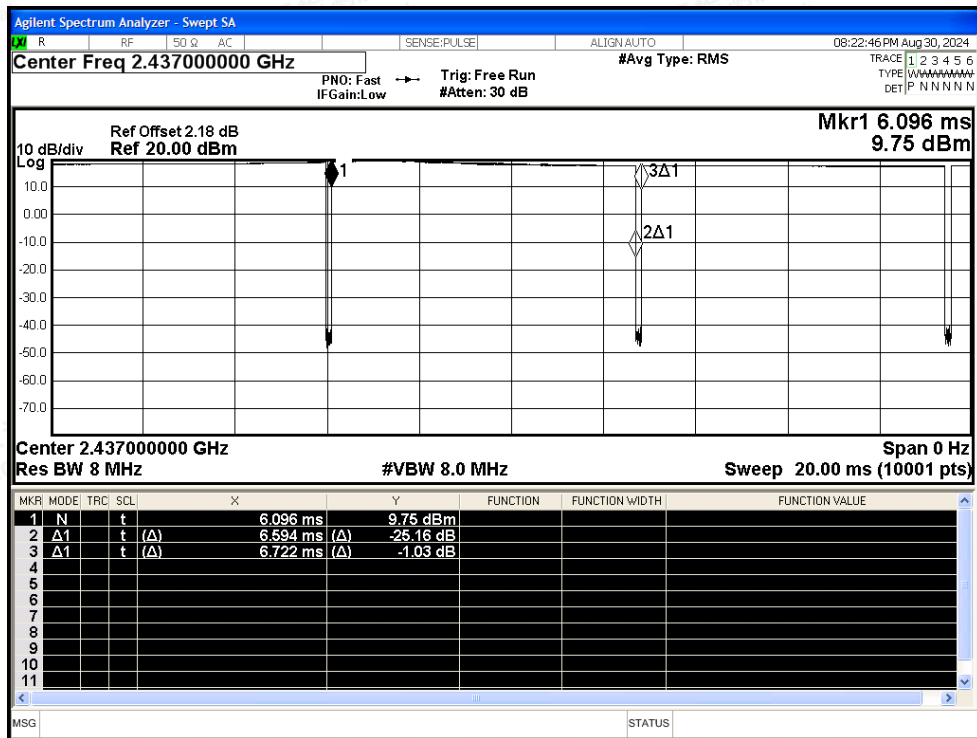 Agilent Spectrum Analyzer - Swept SA
LXI R RF 50 Ω AC SENSE:PULSE ALIGN AUTO 08:22:46 PM Aug 30, 2024
Center Freq 2.437000000 GHz #Avg Type: RMS TRACE 1 2 3 4 5 6
PNO: Fast Trig: Free Run TYPE WWWWWW
IFGain:Low #Atten: 30 dB DET P N N N N N
Mkr1 6.096 ms
Ref Offset 2.18 dB
10 dB/div Ref 20.00 dBm 9.75 dBm
Log
1
3Δ1
10.0
0.00
2Δ1
-10.0
-20.0
-30.0
-40.0
-50.0
-60.0
-70.0
Center 2.437000000 GHz Span 0 Hz
Res BW 8 MHz #VBW 8.0 MHz Sweep 20.00 ms (10001 pts)
MKR MODE TRC SCL X Y FUNCTION FUNCTION WIDTH FUNCTION VALUE
1 N t 6.096 ms 9.75 dBm
2 Δ1 t (Δ) 6.594 ms (Δ) -25.16 dB
3 Δ1 t (Δ) 6.722 ms (Δ) -1.03 dB
4
5
6
7
8
9
10
11
MSG STATUS